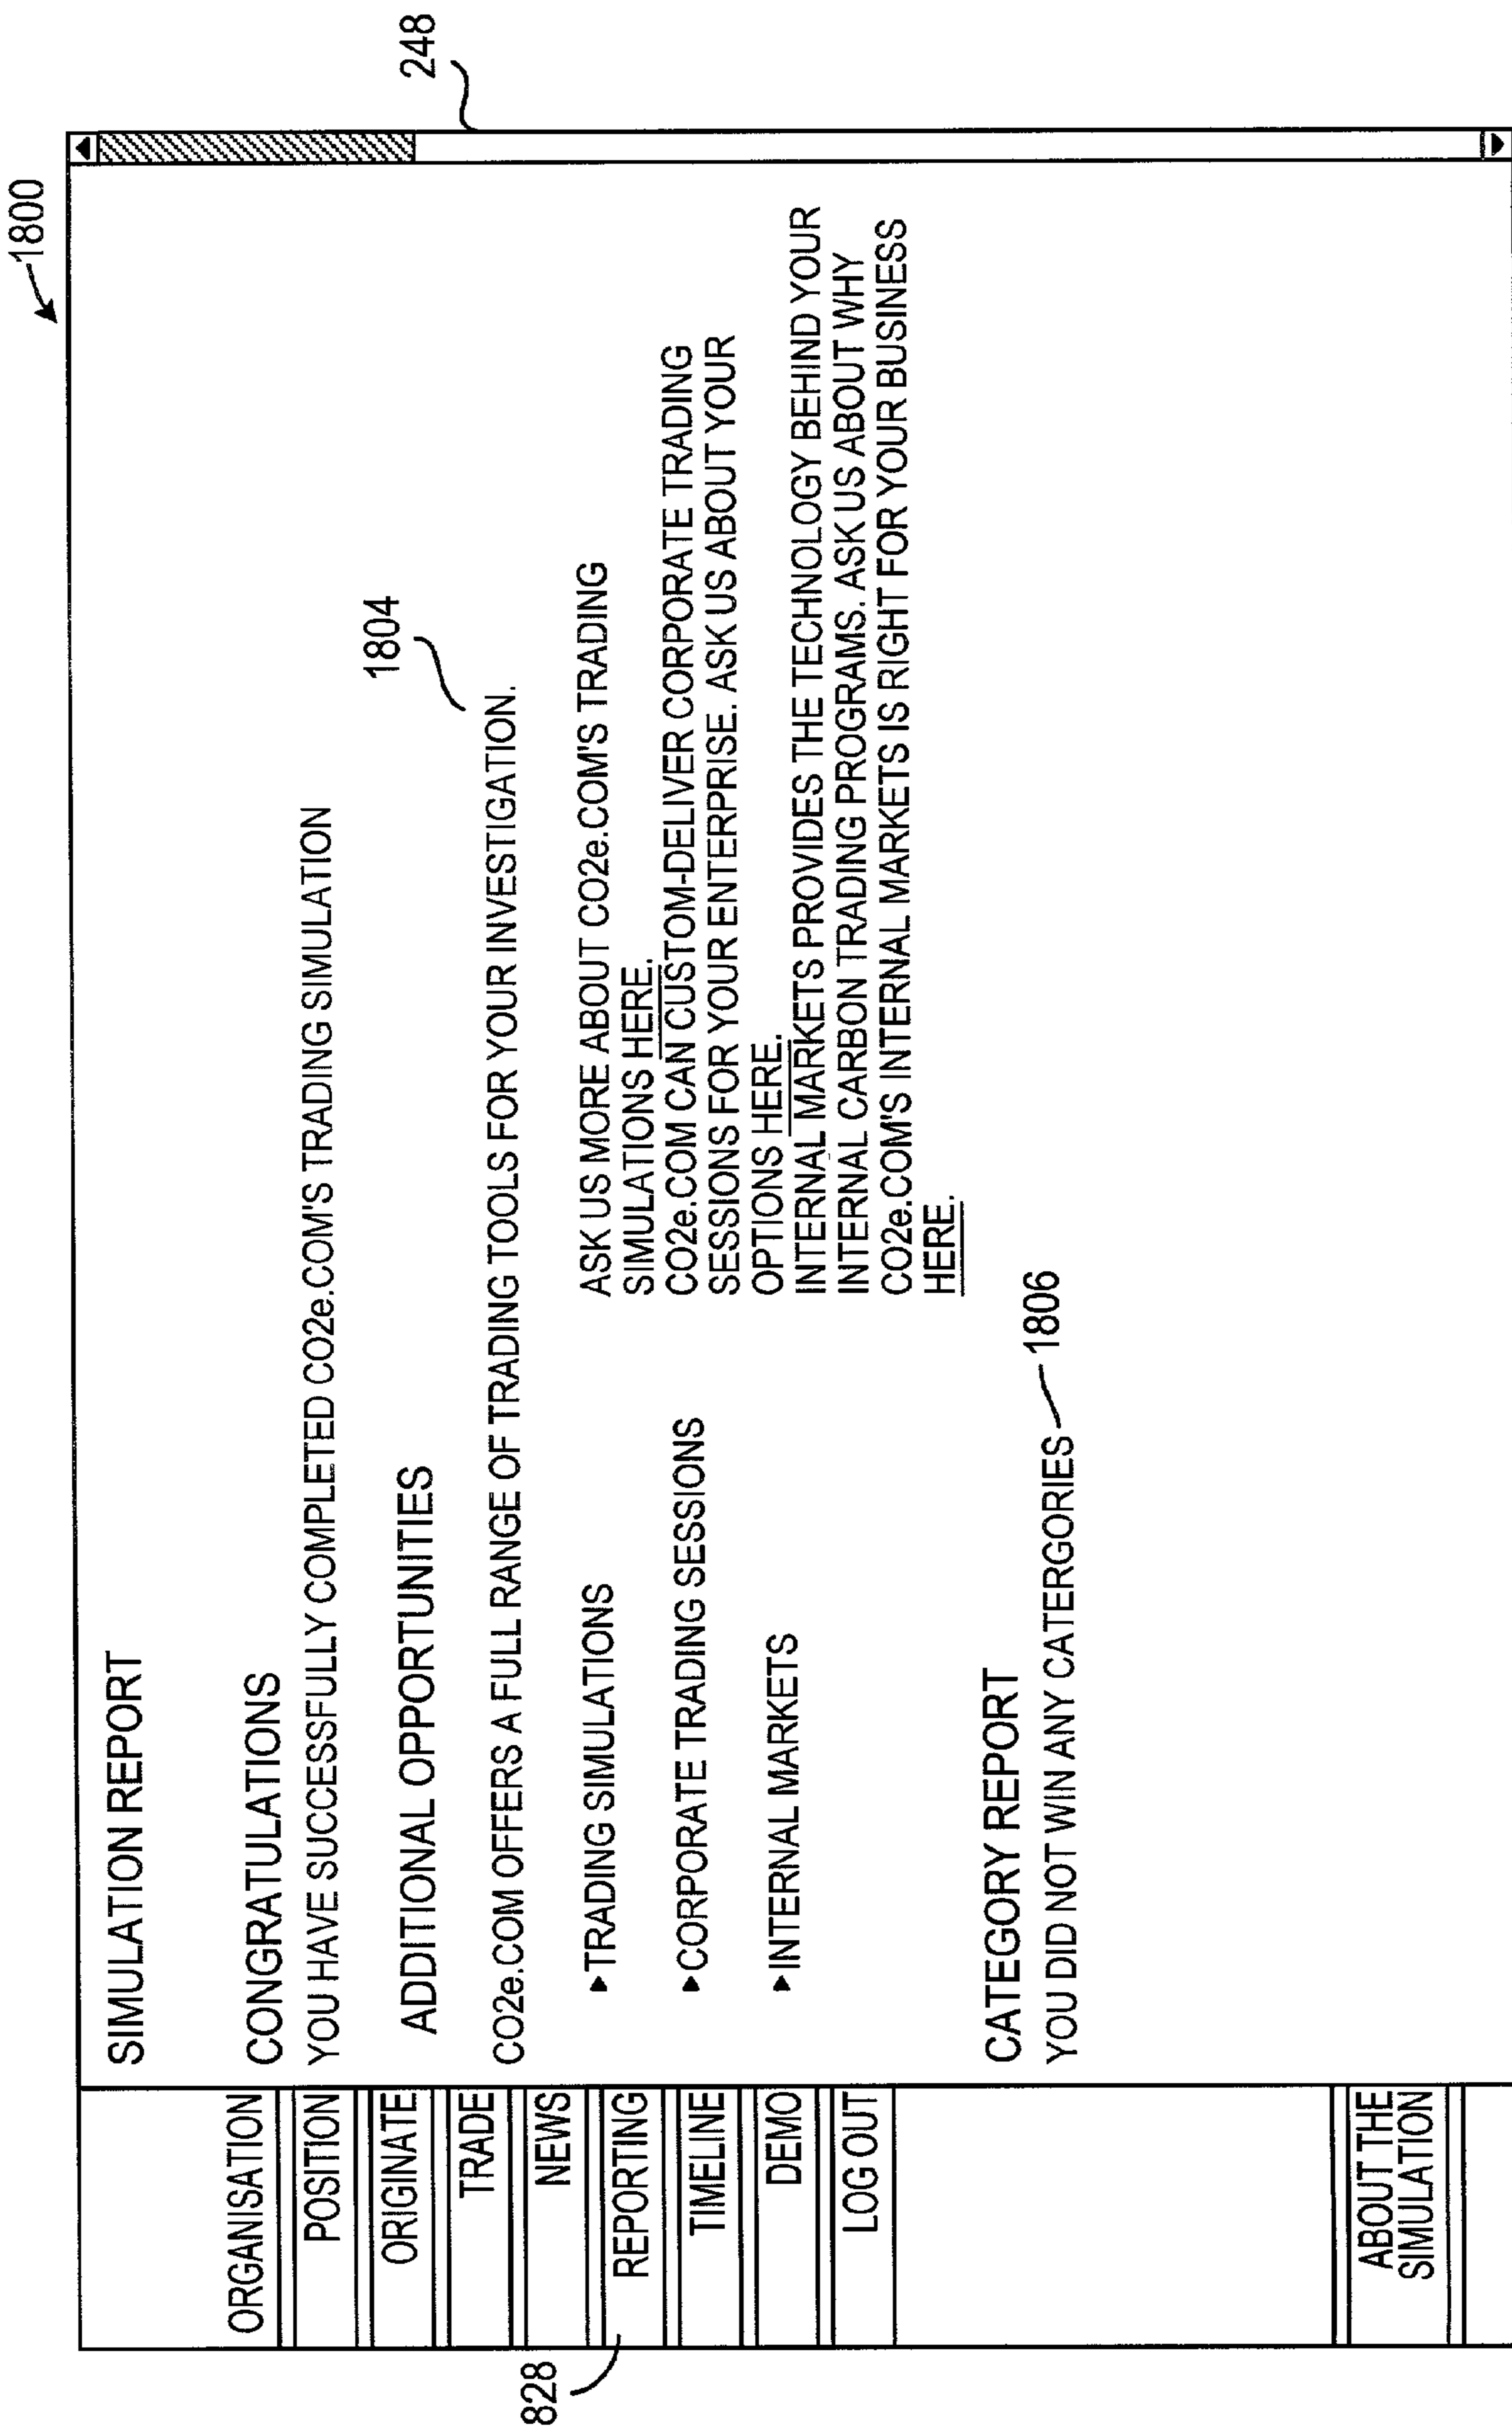 1800
248
ORGANISATION
POSITION
ORIGINATE
TRADE
NEWS
828
REPORTING
TIMELINE
DEMO
LOG OUT
ABOUT THE
SIMULATION
SIMULATION REPORT
CONGRATULATIONS
YOU HAVE SUCCESSFULLY COMPLETED CO2e.COM'S TRADING SIMULATION
ADDITIONAL OPPORTUNITIES
1804
CO2e.COM OFFERS A FULL RANGE OF TRADING TOOLS FOR YOUR INVESTIGATION.
▸TRADING SIMULATIONS
▸CORPORATE TRADING SESSIONS
▸INTERNAL MARKETS
ASK US MORE ABOUT CO2e.COM'S TRADING
SIMULATIONS HERE.
CO2e.COM CAN CUSTOM-DELIVER CORPORATE TRADING
SESSIONS FOR YOUR ENTERPRISE. ASK US ABOUT YOUR
OPTIONS HERE.
INTERNAL MARKETS PROVIDES THE TECHNOLOGY BEHIND YOUR
INTERNAL CARBON TRADING PROGRAMS. ASK US ABOUT WHY
CO2e.COM'S INTERNAL MARKETS IS RIGHT FOR YOUR BUSINESS
HERE.
CATEGORY REPORT
YOU DID NOT WIN ANY CATERGORIES
1806